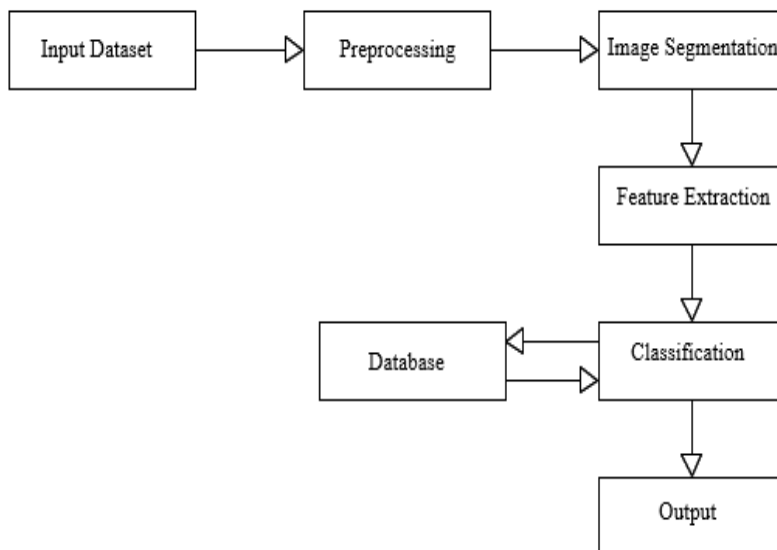 Input Dataset
Preprocessing
Image Segmentation
Feature Extraction
Database
Classification
Output